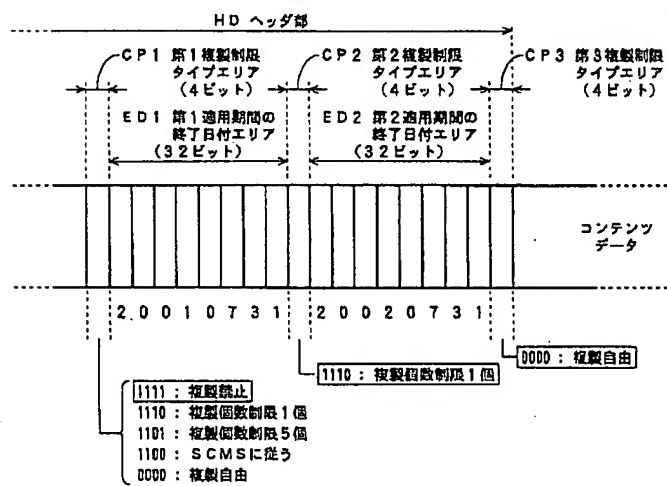 HD ヘッダ部
CP1 第1複製制限タイプエリア(4ビット)
CP2 第2複製制限タイプエリア(4ビット)
CP3 第3複製制限タイプエリア(4ビット)
ED1 第1適用期間の終了日付エリア(32ビット)
ED2 第2適用期間の終了日付エリア(32ビット)
コンテンツ
データ
2 0 0 1 0 7 3 1
2 0 0 2 0 7 3 1
0000 : 複製自由
1110 : 複製個数制限1個
1111 : 複製禁止
1110 : 複製個数制限1個
1101 : 複製個数制限5個
1100 : SCMSに従う
0000 : 複製自由